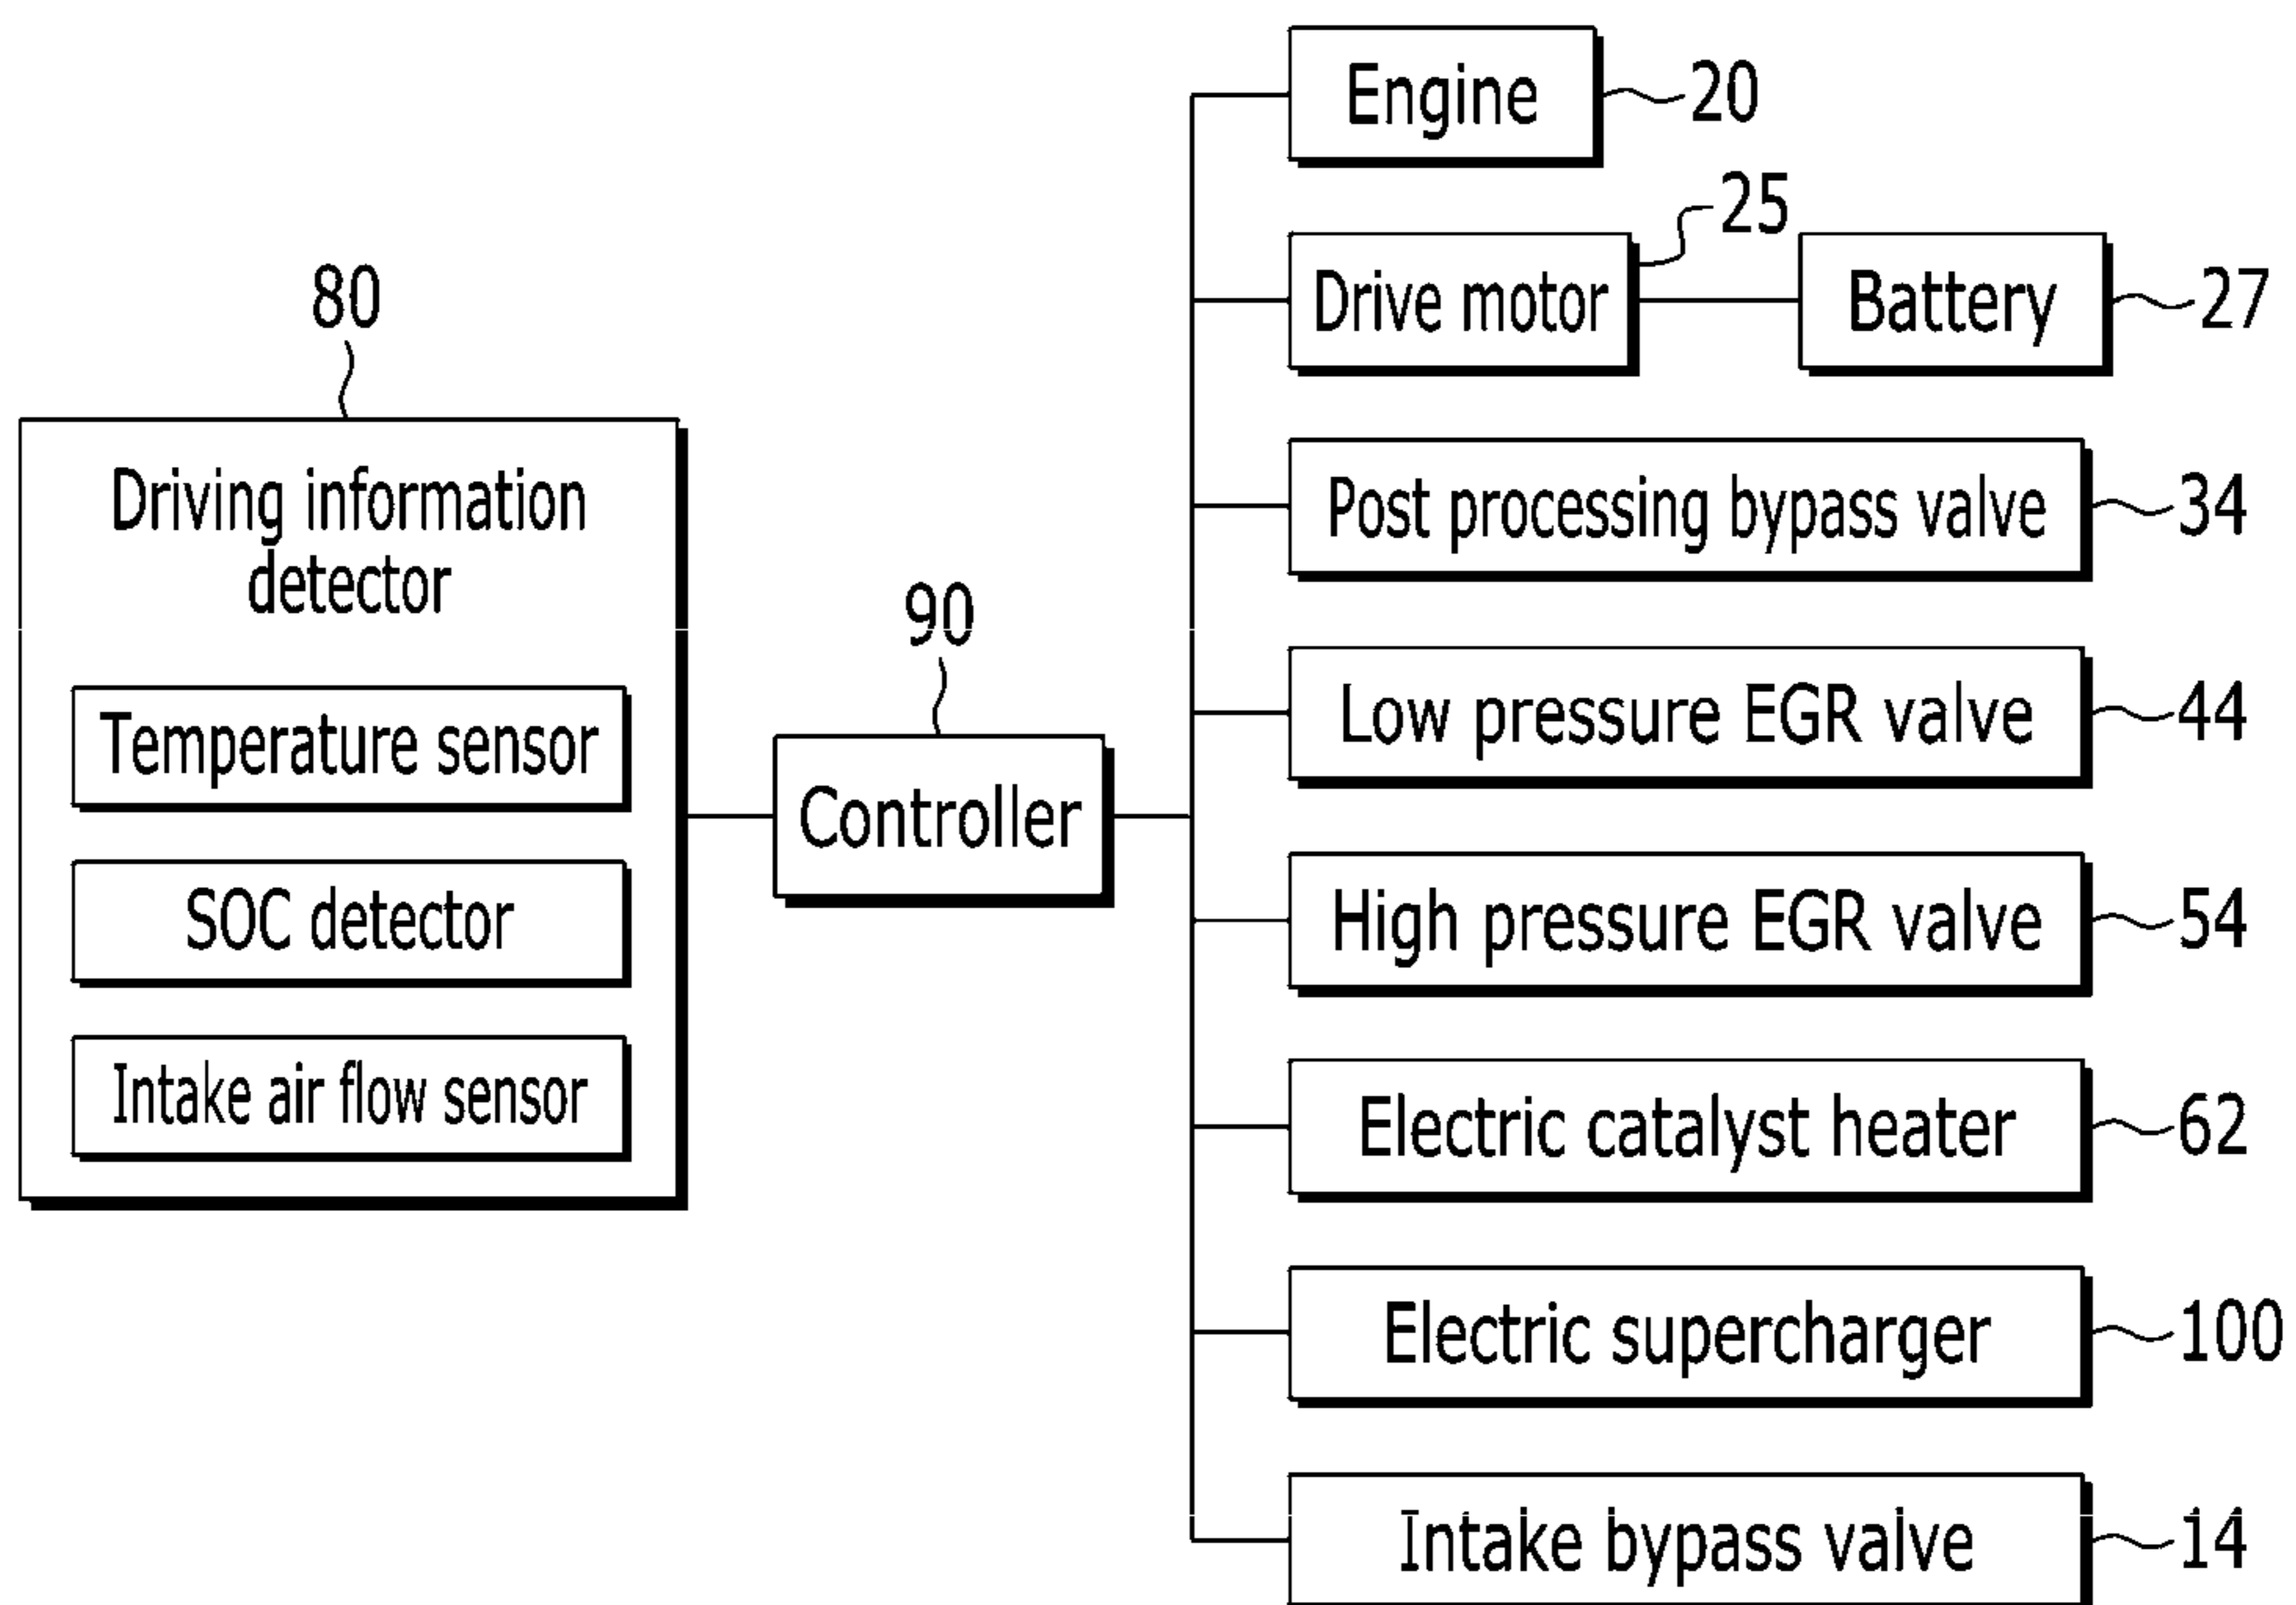 80
Driving information
detector
Temperature sensor
SOC detector
Intake air flow sensor
90
Controller
Engine
20
Drive motor
25
Battery
27
Post processing bypass valve
34
Low pressure EGR valve
44
High pressure EGR valve
54
Electric catalyst heater
62
Electric supercharger
100
Intake bypass valve
14